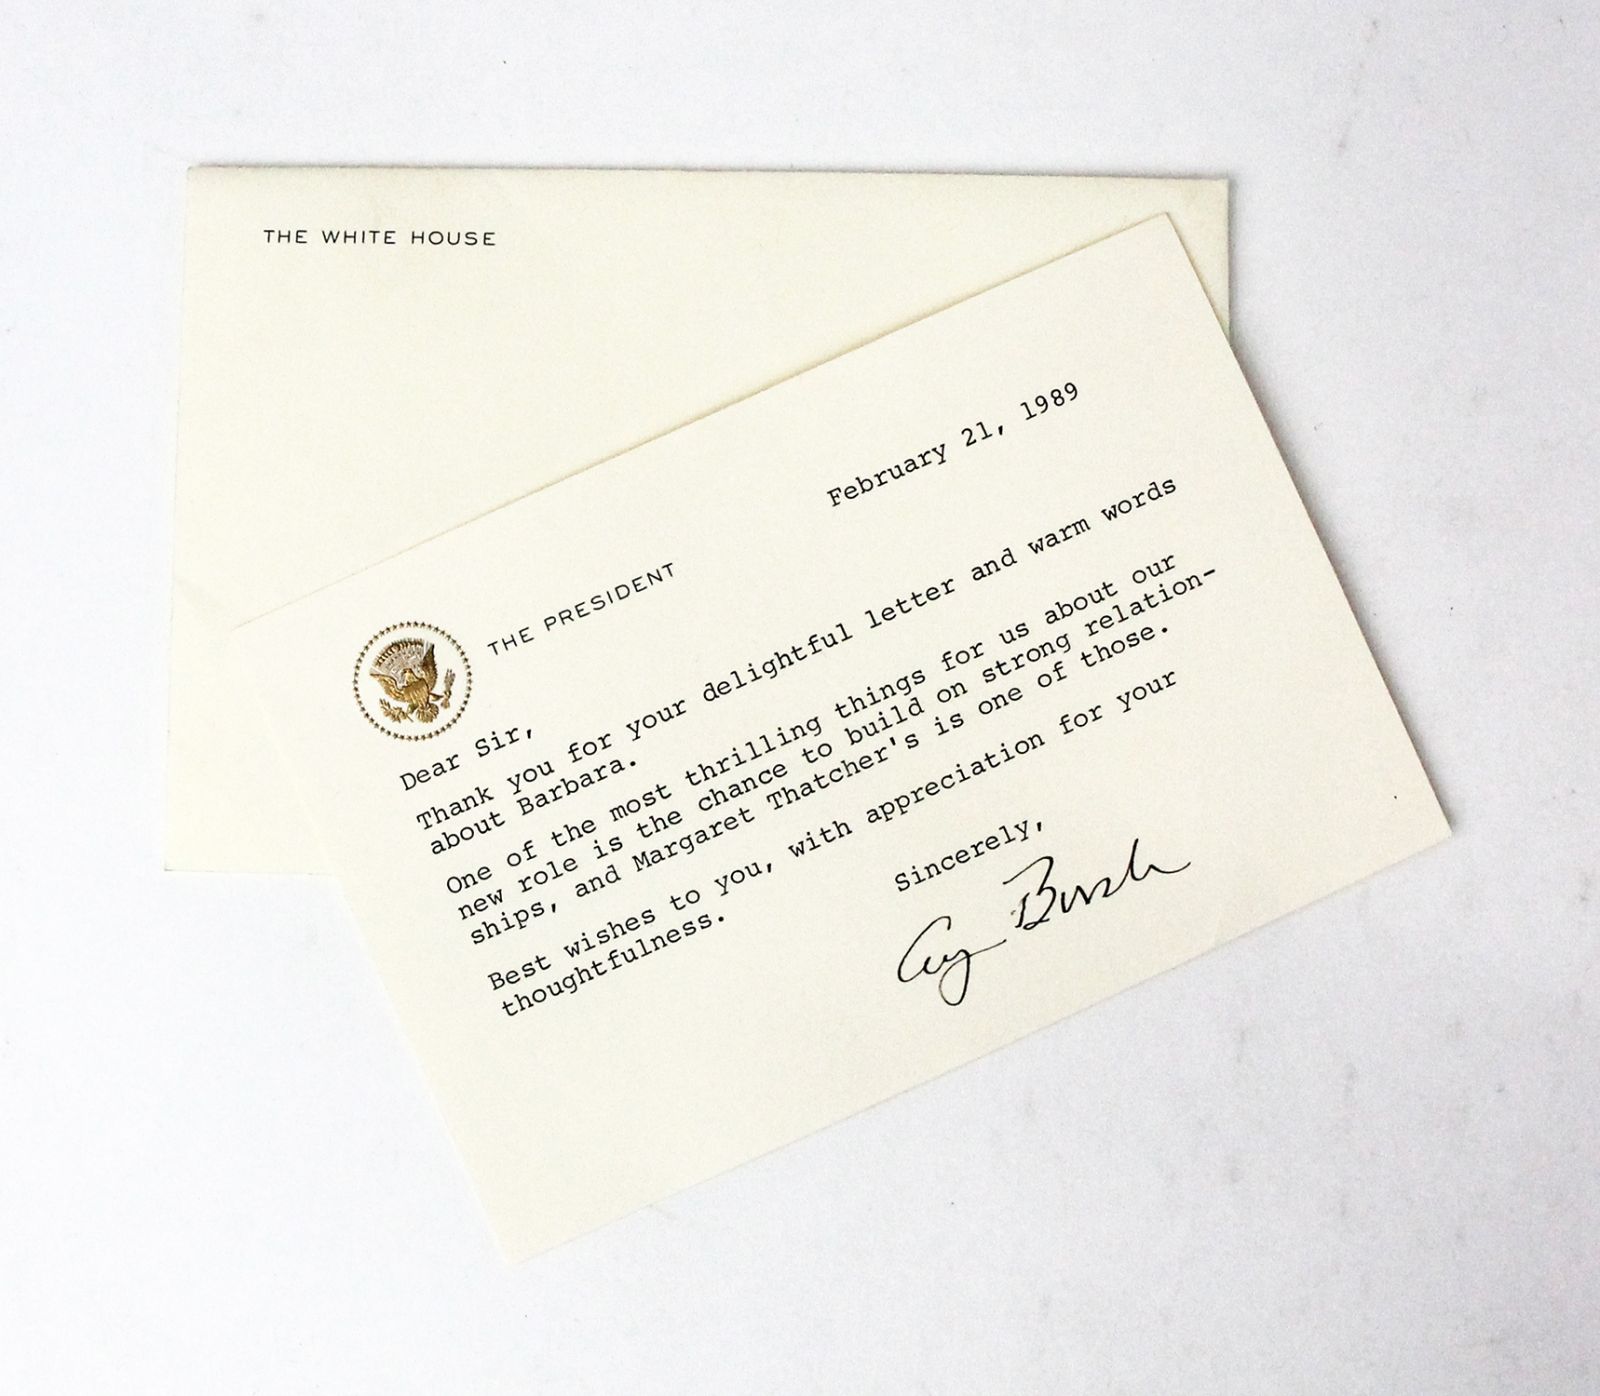 THE WHITE HOUSE
February 21, 1989
THE PRESIDENT
Dear Sir,
Thank you for your delightful letter and warm words
about Barbara.
One of the most thrilling things for us about our
new role is the chance to build on strong relation-
ships, and Margaret Thatcher's is one of those.
Best wishes to you, with appreciation for your
thoughtfulness.
Sincerely,
Bush